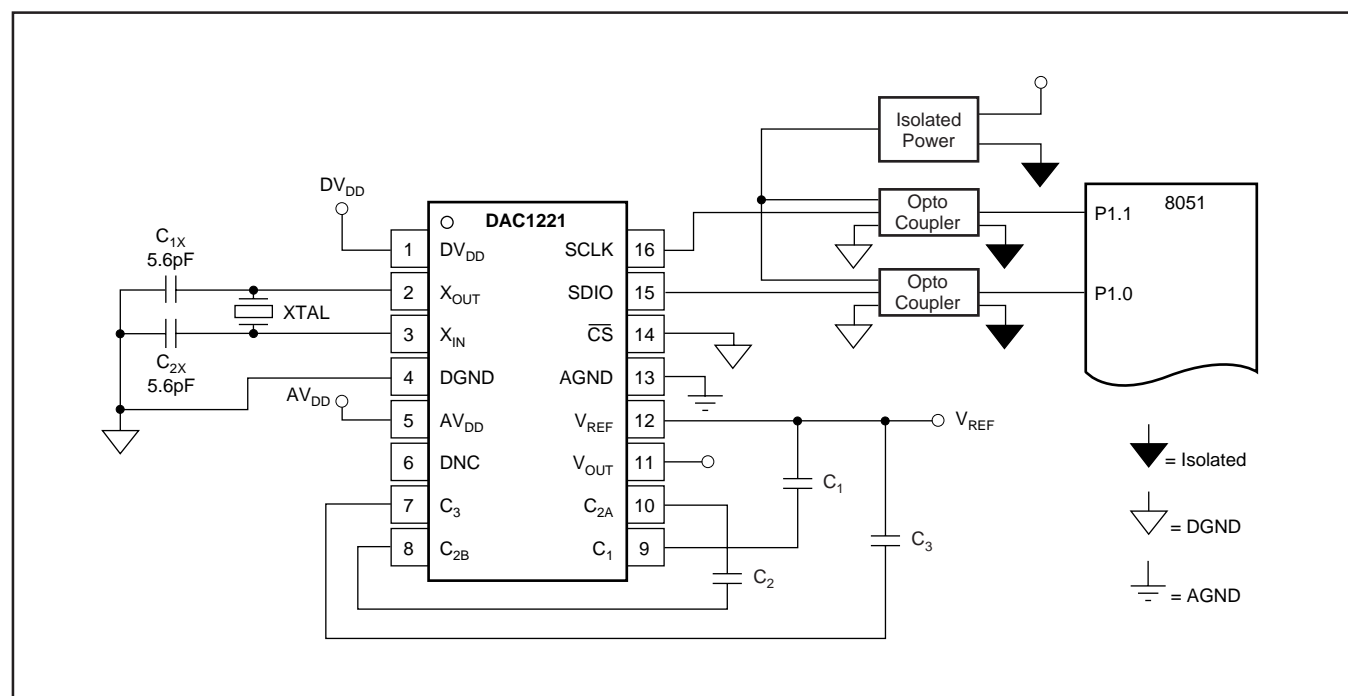 Isolated
Power
DV_DD
DAC1221
Opto
Coupler
P1.1
8051
C_1X
5.6pF
1
DV_DD
SCLK
16
2
X_OUT
SDIO
15
Opto
Coupler
P1.0
XTAL
3
X_IN
C̅S̅
14
C_2X
5.6pF
4
DGND
AGND
13
AV_DD
5
AV_DD
V_REF
12
V_REF
6
DNC
V_OUT
11
= Isolated
C_1
7
C_3
C_2A
10
= DGND
8
C_2B
C_1
9
C_3
C_2
= AGND